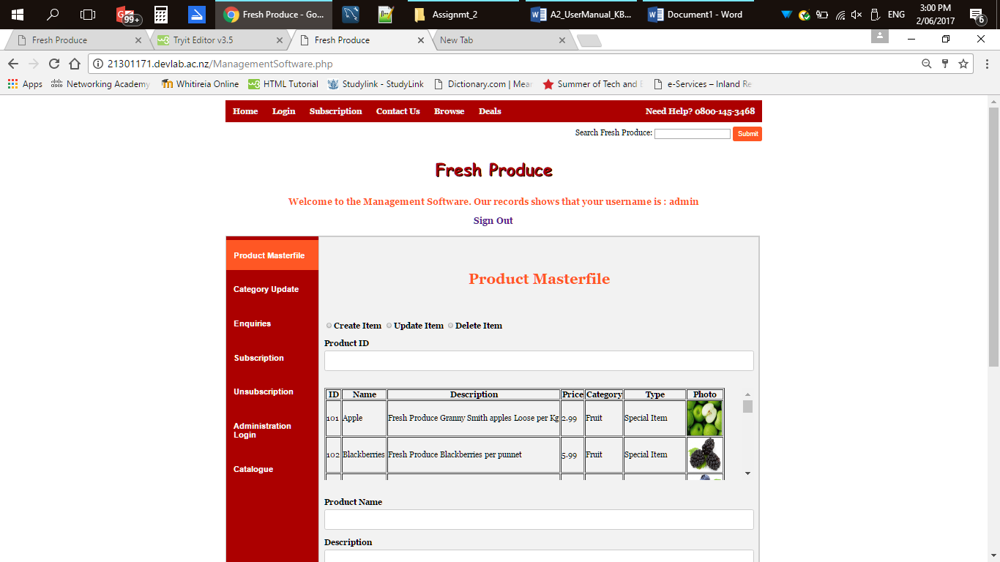 99+
Fresh Produce - Go...
Assignmt_2
A2_UserManual_KB...
Document1 - Word
ENG
3:00 PM
2/06/2017
6
Fresh Produce
Tryit Editor v3.5
Fresh Produce
New Tab
21301171.devlab.ac.nz/ManagementSoftware.php
Apps
Networking Academy
Whitireia Online
HTML Tutorial
Studylink - StudyLink
Dictionary.com | Mea
Summer of Tech and
e-Services – Inland Re
Home Login Subscription Contact Us Browse Deals Need Help? 0800-145-3468
Search Fresh Produce: Submit
Fresh Produce
Welcome to the Management Software. Our records shows that your username is : admin
Sign Out
Product Masterfile
Category Update
Enquiries
Subscription
Unsubscription
Administration
Login
Catalogue
Product Masterfile
Create Item Update Item Delete Item
Product ID
ID Name Description Price Category Type Photo
101 Apple Fresh Produce Granny Smith apples Loose per Kg 2.99 Fruit Special Item
102 Blackberries Fresh Produce Blackberries per punnet 5.99 Fruit Special Item
Product Name
Description